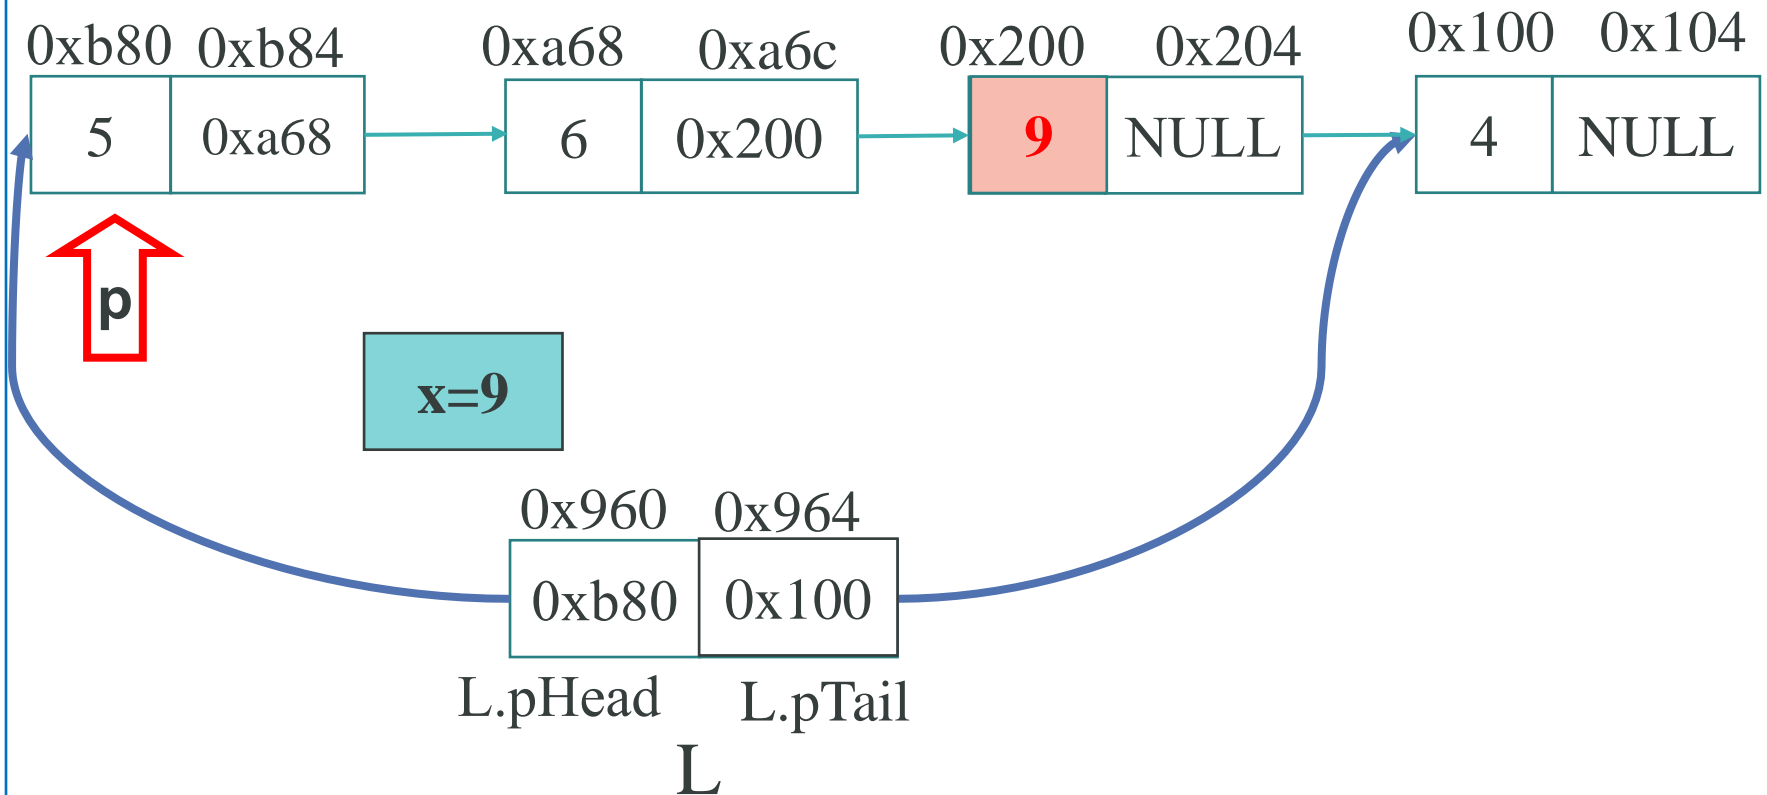 0xb80 0xb84 0xa68 0xa6c 0x200 0x204 0x100 0x104
5 0xa68 6 0x200 9 NULL 4 NULL
p
x=9
0x960 0x964
0xb80 0x100
L.pHead L.pTail
L